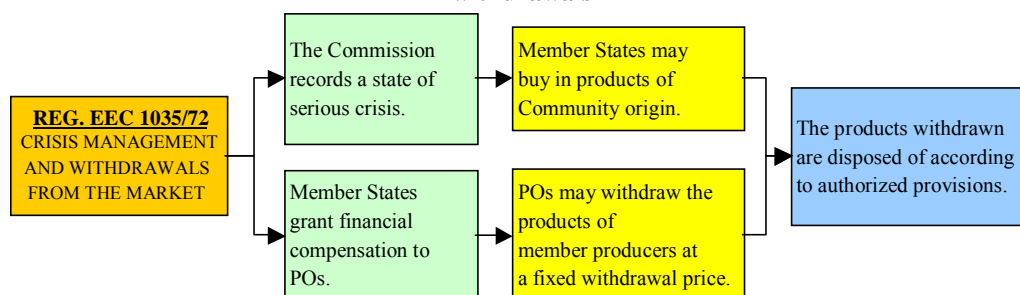 REG. EEC 1035/72
CRISIS MANAGEMENT
AND WITHDRAWALS
FROM THE MARKET
The Commission
records a state of
serious crisis.
Member States may
buy in products of
Community origin.
Member States
grant financial
compensation to
POs.
POs may withdraw the
products of
member producers at
a fixed withdrawal price.
The products withdrawn
are disposed of according
to authorized provisions.